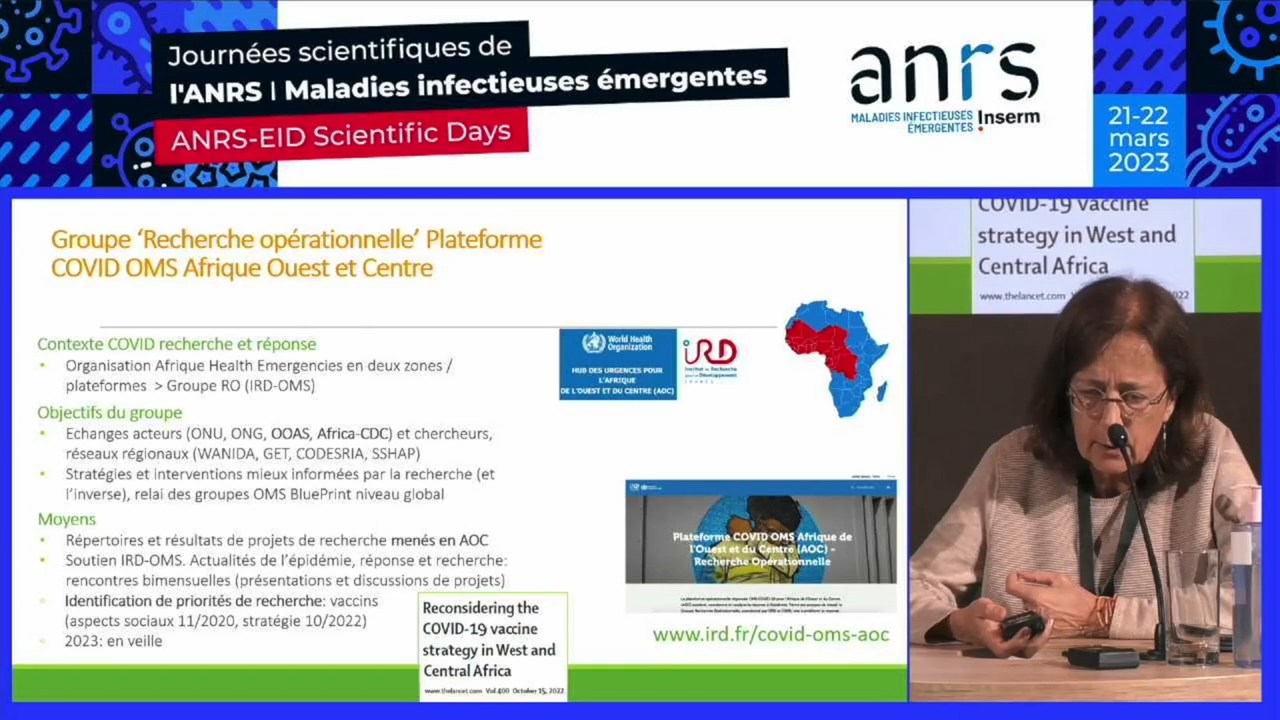 Journées scientifiques de
l'ANRS | Maladies infectieuses émergentes
ANRS-EID Scientific Days
anrs
MALADIES INFECTIEUSES
ÉMERGENTES
Inserm
21-22
mars
2023
Groupe ‘Recherche opérationnelle’ Plateforme
COVID OMS Afrique Ouest et Centre
Contexte COVID recherche et réponse
• Organisation Afrique Health Emergencies en deux zones /
plateformes > Groupe RO (IRD-OMS)
Objectifs du groupe
• Echanges acteurs (ONU, ONG, OOAS, Africa-CDC) et chercheurs,
réseaux régionaux (WANIDA, GET, CODESRIA, SSHAP)
• Stratégies et interventions mieux informées par la recherche (et
l’inverse), relai des groupes OMS BluePrint niveau global
Moyens
• Répertoires et résultats de projets de recherche menés en AOC
• Soutien IRD-OMS. Actualités de l’épidémie, réponse et recherche:
rencontres bimensuelles (présentations et discussions de projets)
• Identification de priorités de recherche: vaccins
(aspects sociaux 11/2020, stratégie 10/2022)
• 2023: en veille
World Health
Organization
HUB DES URGENCES POUR
L'AFRIQUE
DE L'OUEST ET DU CENTRE (AOC)
IRD
Institut de Recherche
pour le Développement
FRANCE
Plateforme COVID OMS Afrique de
l'Ouest et du Centre (AOC) -
Recherche Opérationnelle
www.ird.fr/covid-oms-aoc
Reconsidering the
COVID-19 vaccine
strategy in West and
Central Africa
www.thelancet.com Vol 400 October 15, 2022
COVID-19 vaccine
strategy in West and
Central Africa
www.thelancet.com
2022